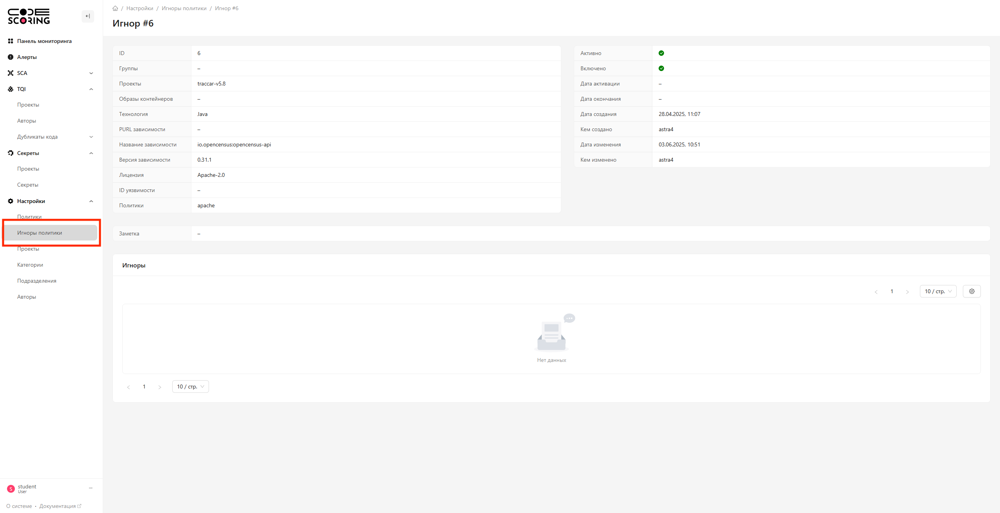 CODE
SCORING
Панель мониторинга
Алерты
SCA
TQI
Проекты
Авторы
Дубликаты кода
Секреты
Проекты
Секреты
Настройки
Политики
Игноры политики
Проекты
Категории
Подразделения
Авторы
S
student
User
...
О системе · Документация
/ Настройки / Игноры политики / Игнор #6
Игнор #6
ID 6
Группы –
Проекты traccar-v5.8
Образы контейнеров –
Технология Java
PURL зависимости –
Название зависимости io.opencensus:opencensus-api
Версия зависимости 0.31.1
Лицензия Apache-2.0
ID уязвимости –
Политики apache
Активно
Включено
Дата активации –
Дата окончания –
Дата создания 28.04.2025, 11:07
Кем создано astra4
Дата изменения 03.06.2025, 10:51
Кем изменено astra4
Заметка –
Игноры
< 1 > 10 / стр.
Нет данных
< 1 > 10 / стр.